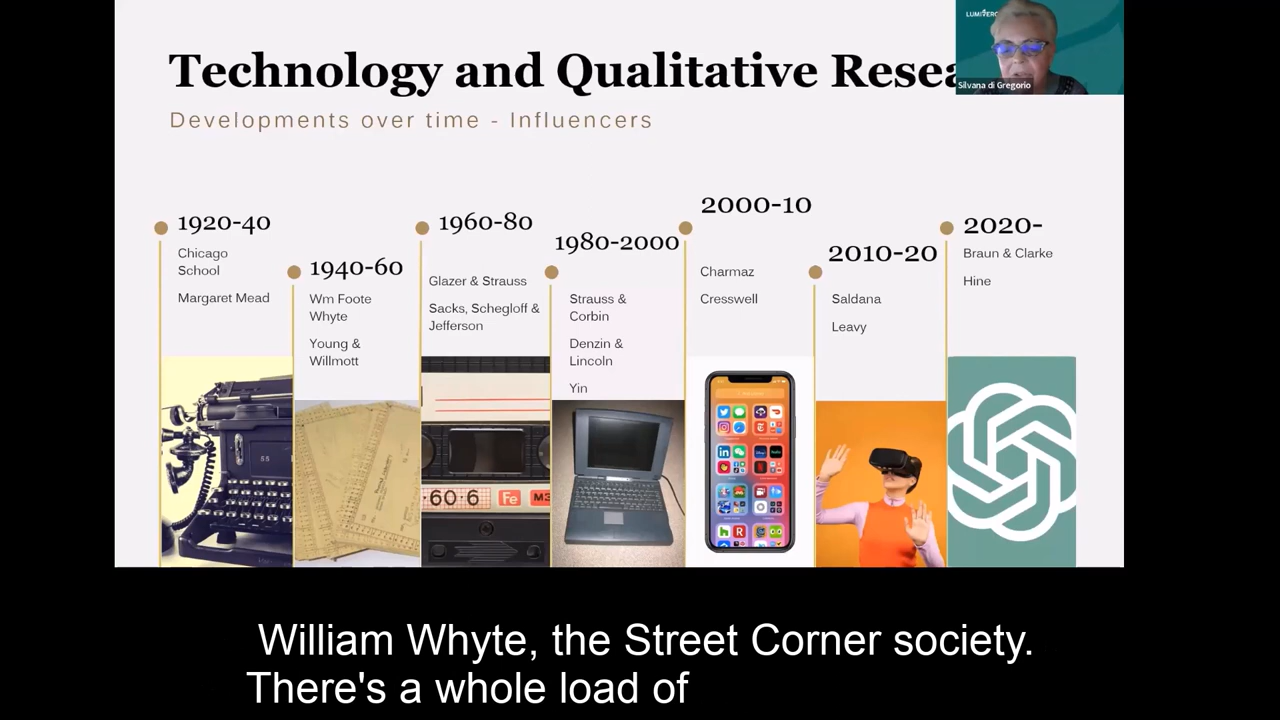 Technology and Qualitative Resea
LUMIVERO
Silvana di Gregorio
Developments over time - Influencers
1920-40
Chicago
School
Margaret Mead
1940-60
Wm Foote
Whyte
Young &
Willmott
1960-80
Glazer & Strauss
Sacks, Schegloff &
Jefferson
1980-2000
Strauss &
Corbin
Denzin &
Lincoln
Yin
2000-10
Charmaz
Cresswell
2010-20
Saldana
Leavy
2020-
Braun & Clarke
Hine
55
60 6
Fe
William Whyte, the Street Corner society.
There's a whole load of